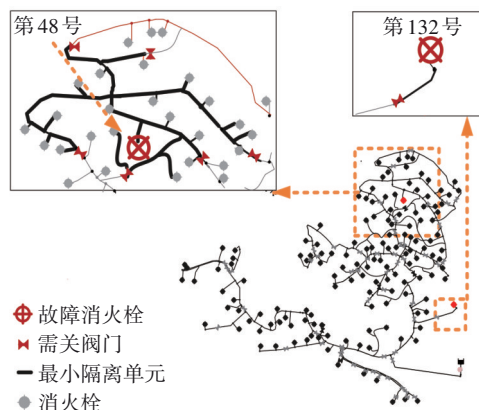 第48号
第132号
故障消火栓
需关阀门
最小隔离单元
消火栓